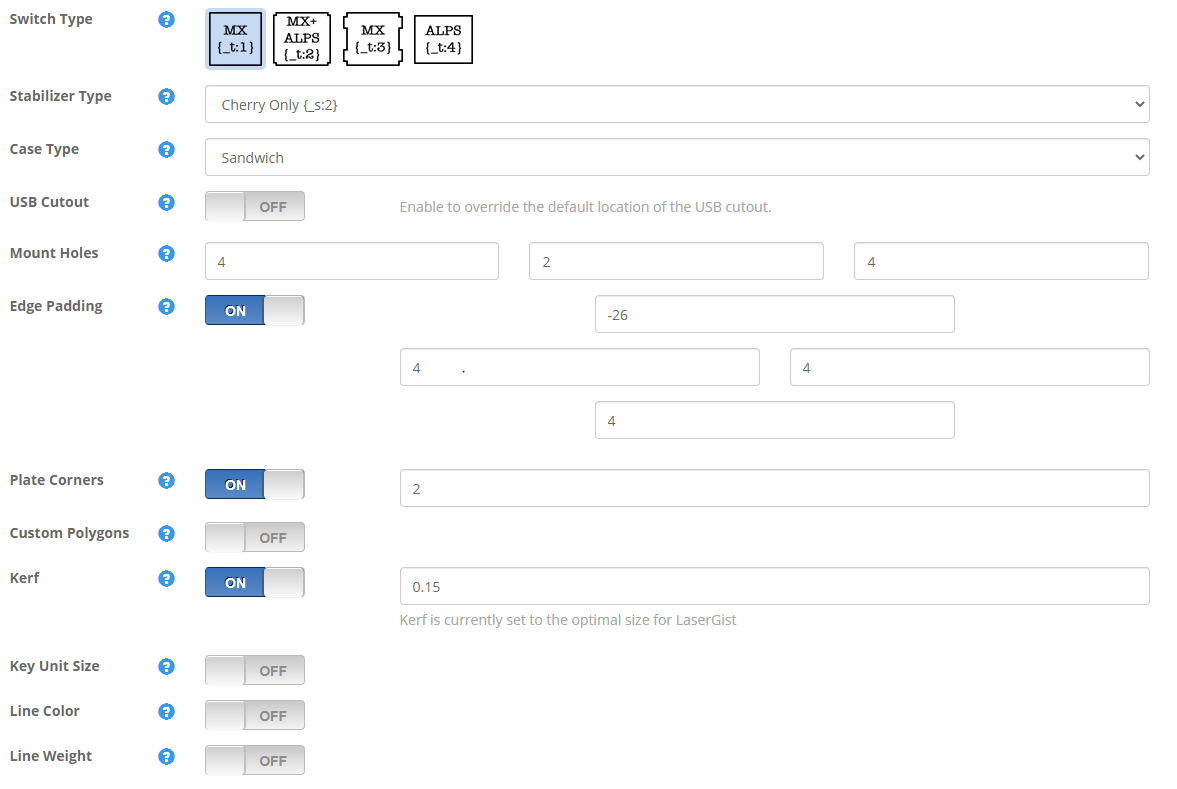 Switch Type
MX {_t:1}
MX+ ALPS {_t:2}
MX {_t:3}
ALPS {_t:4}
Stabilizer Type
Cherry Only {_s:2}
Case Type
Sandwich
USB Cutout
OFF
Enable to override the default location of the USB cutout.
Mount Holes
4
2
4
Edge Padding
ON
-26
4 .
4
4
Plate Corners
ON
2
Custom Polygons
OFF
Kerf
ON
0.15
Kerf is currently set to the optimal size for LaserGist
Key Unit Size
OFF
Line Color
OFF
Line Weight
OFF